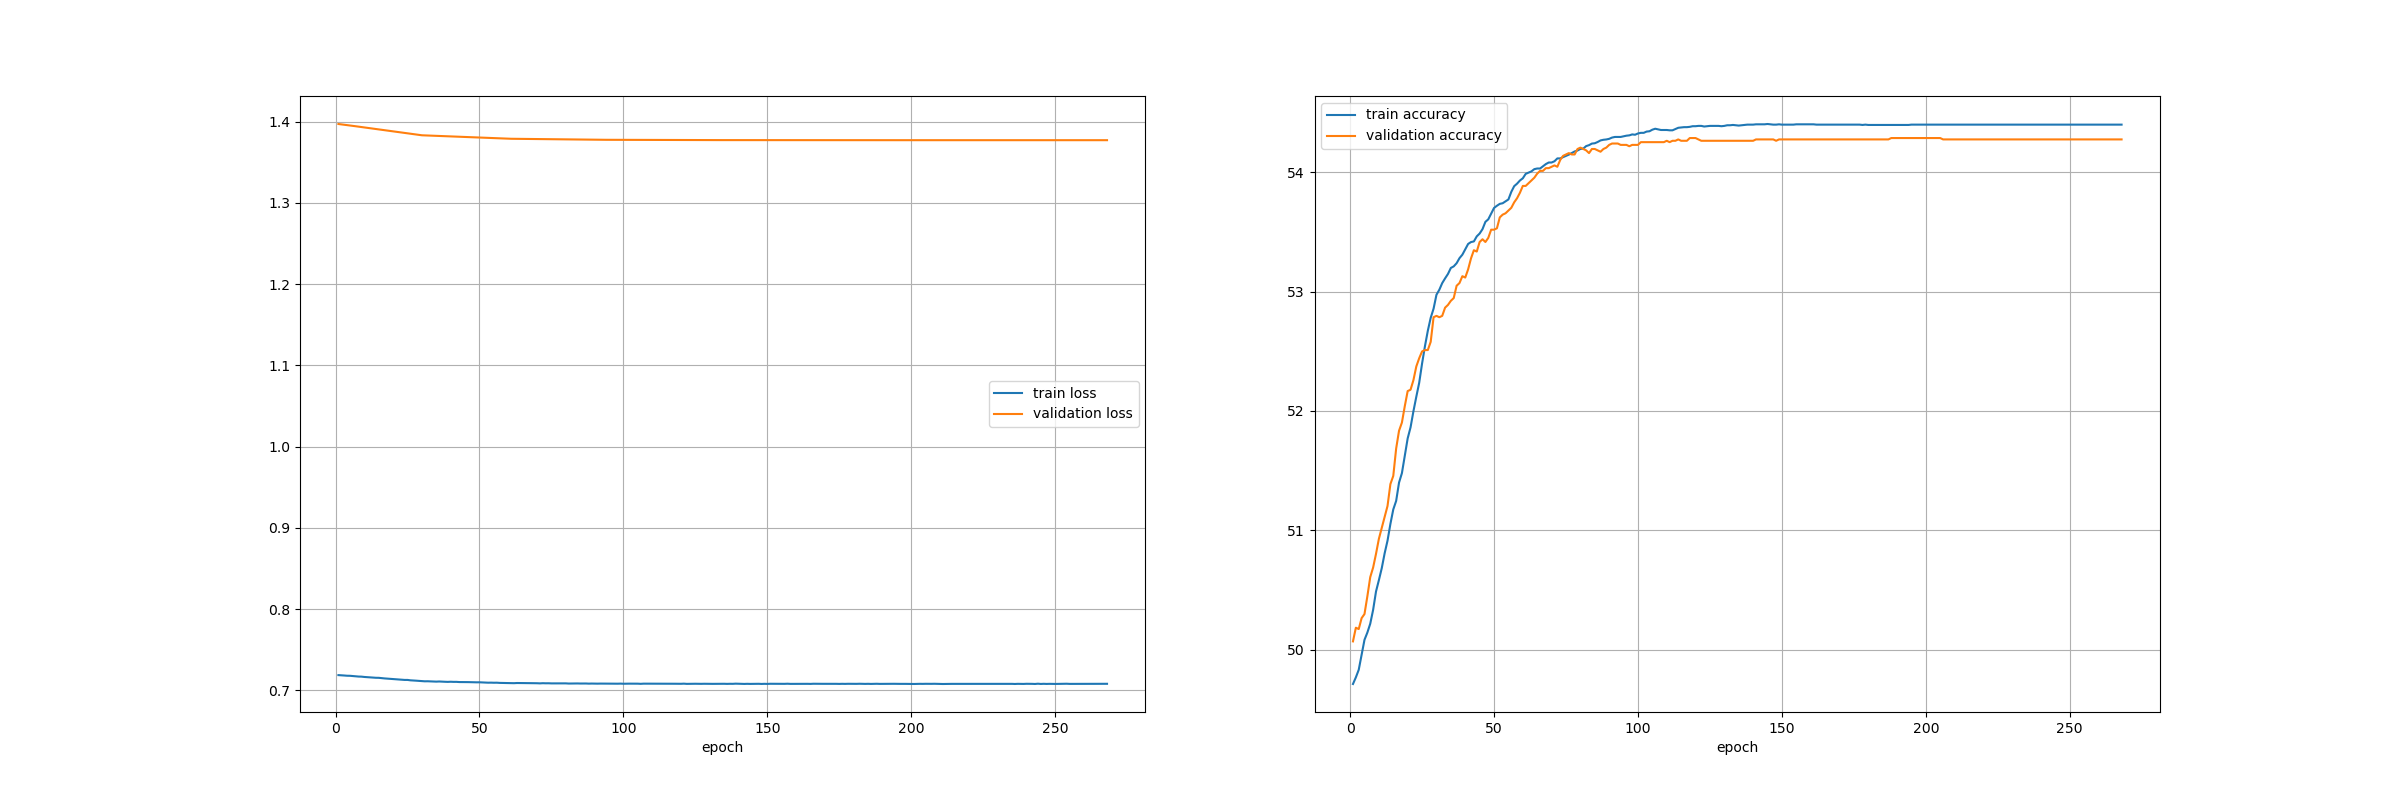 1.4
1.3
1.2
1.1
1.0
0.9
0.8
0.7
0 50 100 150 200 250
epoch
train loss
validation loss
train accuracy
validation accuracy
54
53
52
51
50
0 50 100 150 200 250
epoch